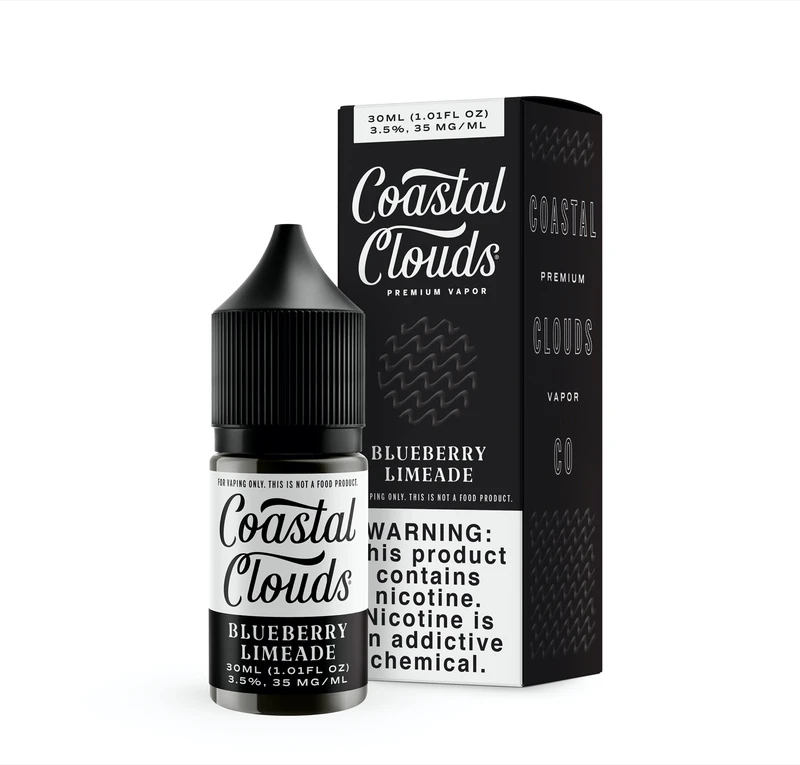 30ML (1.01FL OZ)
3.5%, 35 MG/ML
Coastal
Clouds®
PREMIUM VAPOR
BLUEBERRY
LIMEADE
ONLY. THIS IS NOT A FOOD PRODUCT.
WARNING:
product
contains
nicotine.
Nicotine is
addictive
chemical.
COASTAL
PREMIUM
CLOUDS
VAPOR
CO
FOR VAPING ONLY. THIS IS NOT A FOOD PRODUCT.
Coastal
Clouds®
BLUEBERRY
LIMEADE
30ML (1.01FL OZ)
3.5%, 35 MG/ML